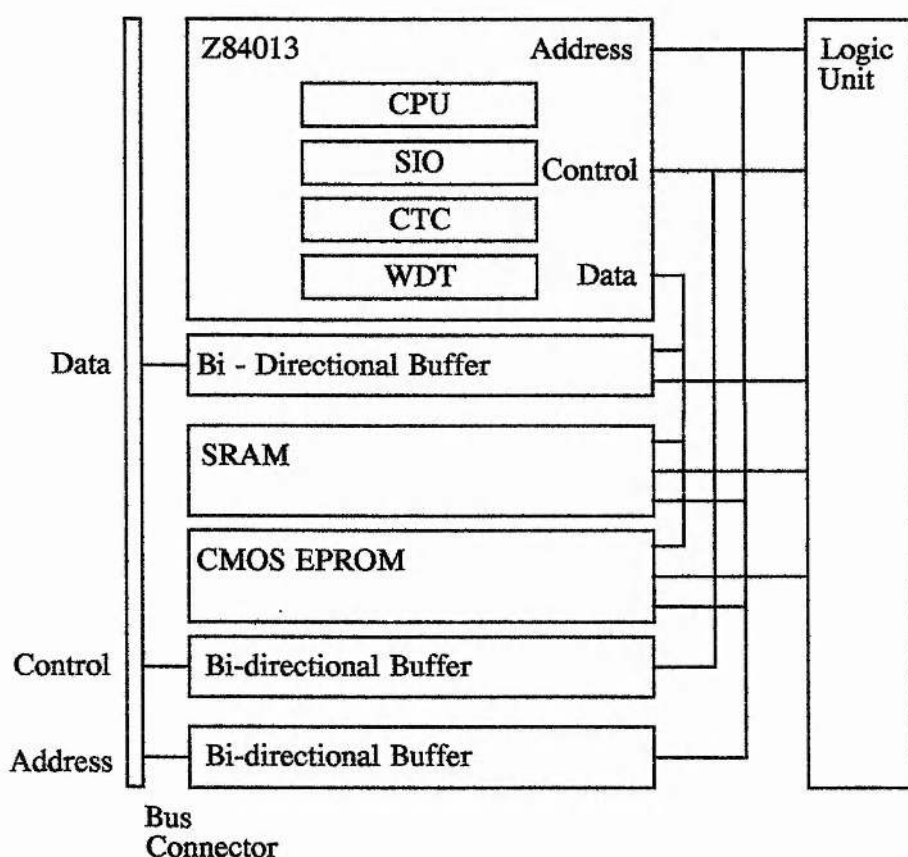 Z84013
Address
Logic
Unit
CPU
SIO
Control
CTC
WDT
Data
Data
Bi - Directional Buffer
SRAM
CMOS EPROM
Control
Bi-directional Buffer
Address
Bi-directional Buffer
Bus
Connector